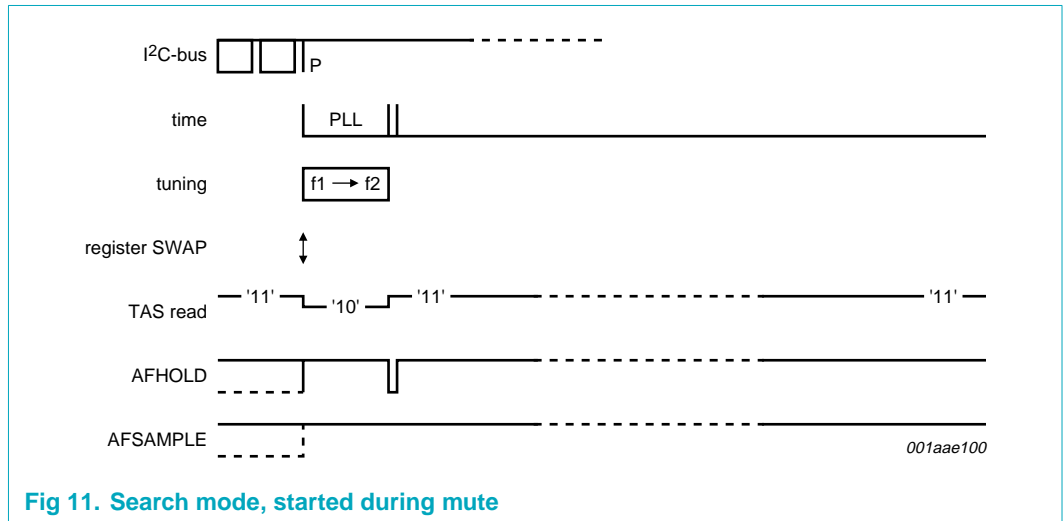 I²C-bus
P
time
PLL
tuning
f1 → f2
register SWAP
TAS read
'11'
'10'
'11'
'11'
AFHOLD
AFSAMPLE
001aae100
Fig 11. Search mode, started during mute